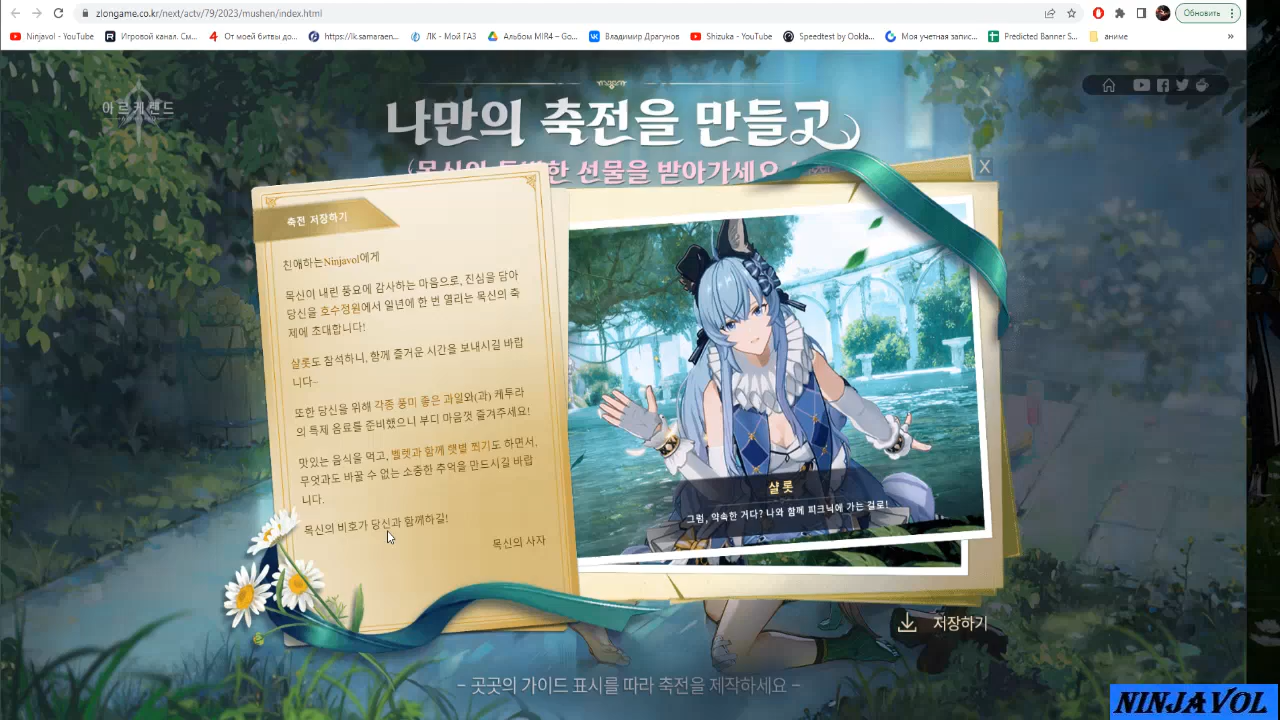 zlongame.co.kr/next/actv/79/2023/mushen/index.html
Обновить
Ninjavol - YouTube
Игровой канал. См...
От моей битвы до...
https://lk.samaraen...
ЛК - Мой ГАЗ
Альбом MIR4 – Go...
Владимир Драгунов
Shizuka - YouTube
Speedtest by Ookla...
Моя учетная запис...
Predicted Banner S...
аниме
»
아르케랜드
나만의 축전을 만들고
한 선물을 받아가세요
X
축전 저장하기
친애하는Ninjavol에게
목신이 내린 풍요에 감사하는 마음으로, 진심을 담아
당신을 호수정원에서 일년에 한 번 열리는 목신의 축
제에 초대합니다!
샬롯도 참석하니, 함께 즐거운 시간을 보내시길 바랍
니다~
또한 당신을 위해 각종 풍미 좋은 과일와(과) 케투라
의 특제 음료를 준비했으니 부디 마음껏 즐겨주세요!
맛있는 음식을 먹고, 벨렛과 함께 햇볕 찍기도 하면서,
무엇과도 바꿀 수 없는 소중한 추억을 만드시길 바랍
니다.
목신의 비호가 당신과 함께하길!
목신의 사자
샬롯
그럼, 약속한 거다? 나와 함께 피크닉에 가는 걸로!
저장하기
– 곳곳의 가이드 표시를 따라 축전을 제작하세요 –
NINJAVOL